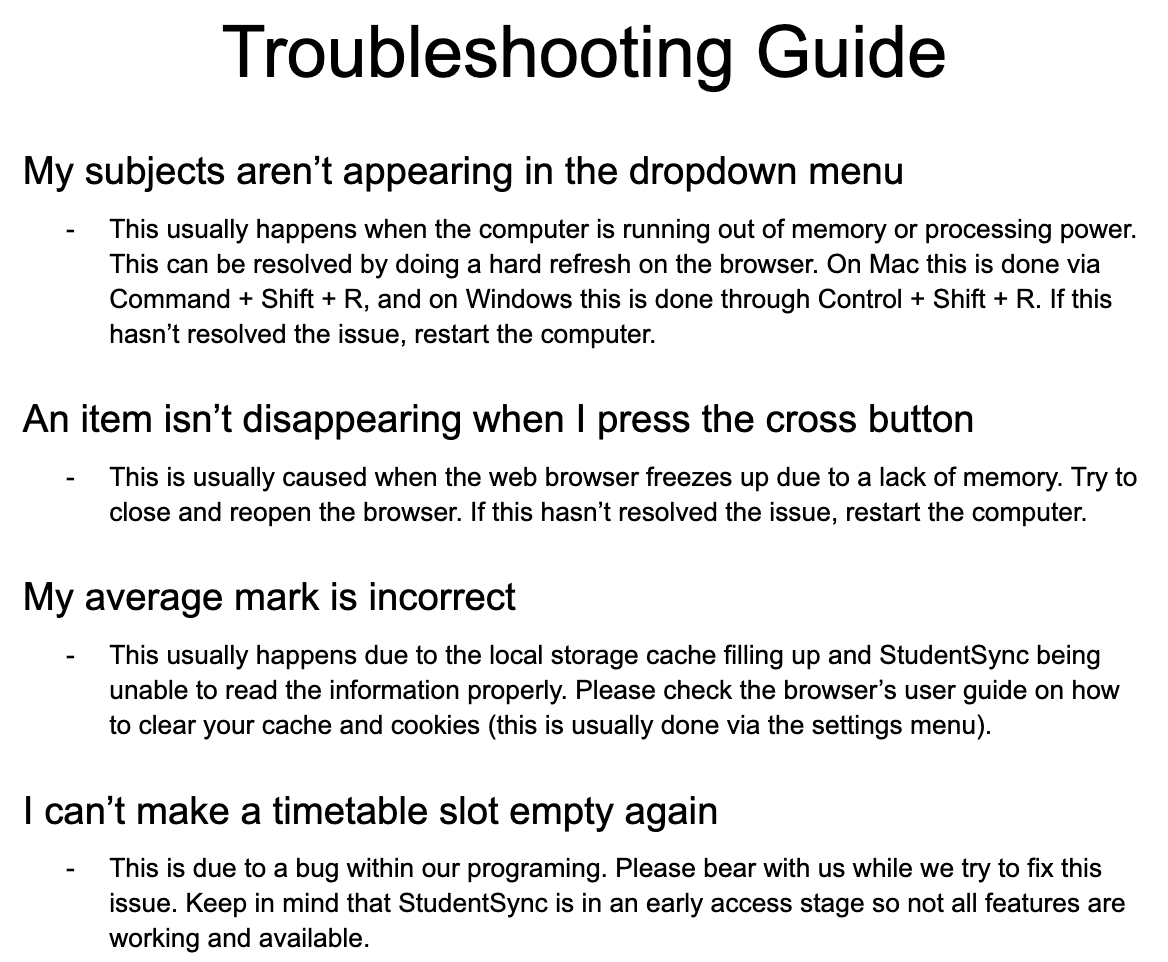 Troubleshooting Guide
My subjects aren’t appearing in the dropdown menu
- This usually happens when the computer is running out of memory or processing power.
This can be resolved by doing a hard refresh on the browser. On Mac this is done via
Command + Shift + R, and on Windows this is done through Control + Shift + R. If this
hasn’t resolved the issue, restart the computer.
An item isn’t disappearing when I press the cross button
- This is usually caused when the web browser freezes up due to a lack of memory. Try to
close and reopen the browser. If this hasn’t resolved the issue, restart the computer.
My average mark is incorrect
- This usually happens due to the local storage cache filling up and StudentSync being
unable to read the information properly. Please check the browser’s user guide on how
to clear your cache and cookies (this is usually done via the settings menu).
I can’t make a timetable slot empty again
- This is due to a bug within our programing. Please bear with us while we try to fix this
issue. Keep in mind that StudentSync is in an early access stage so not all features are
working and available.